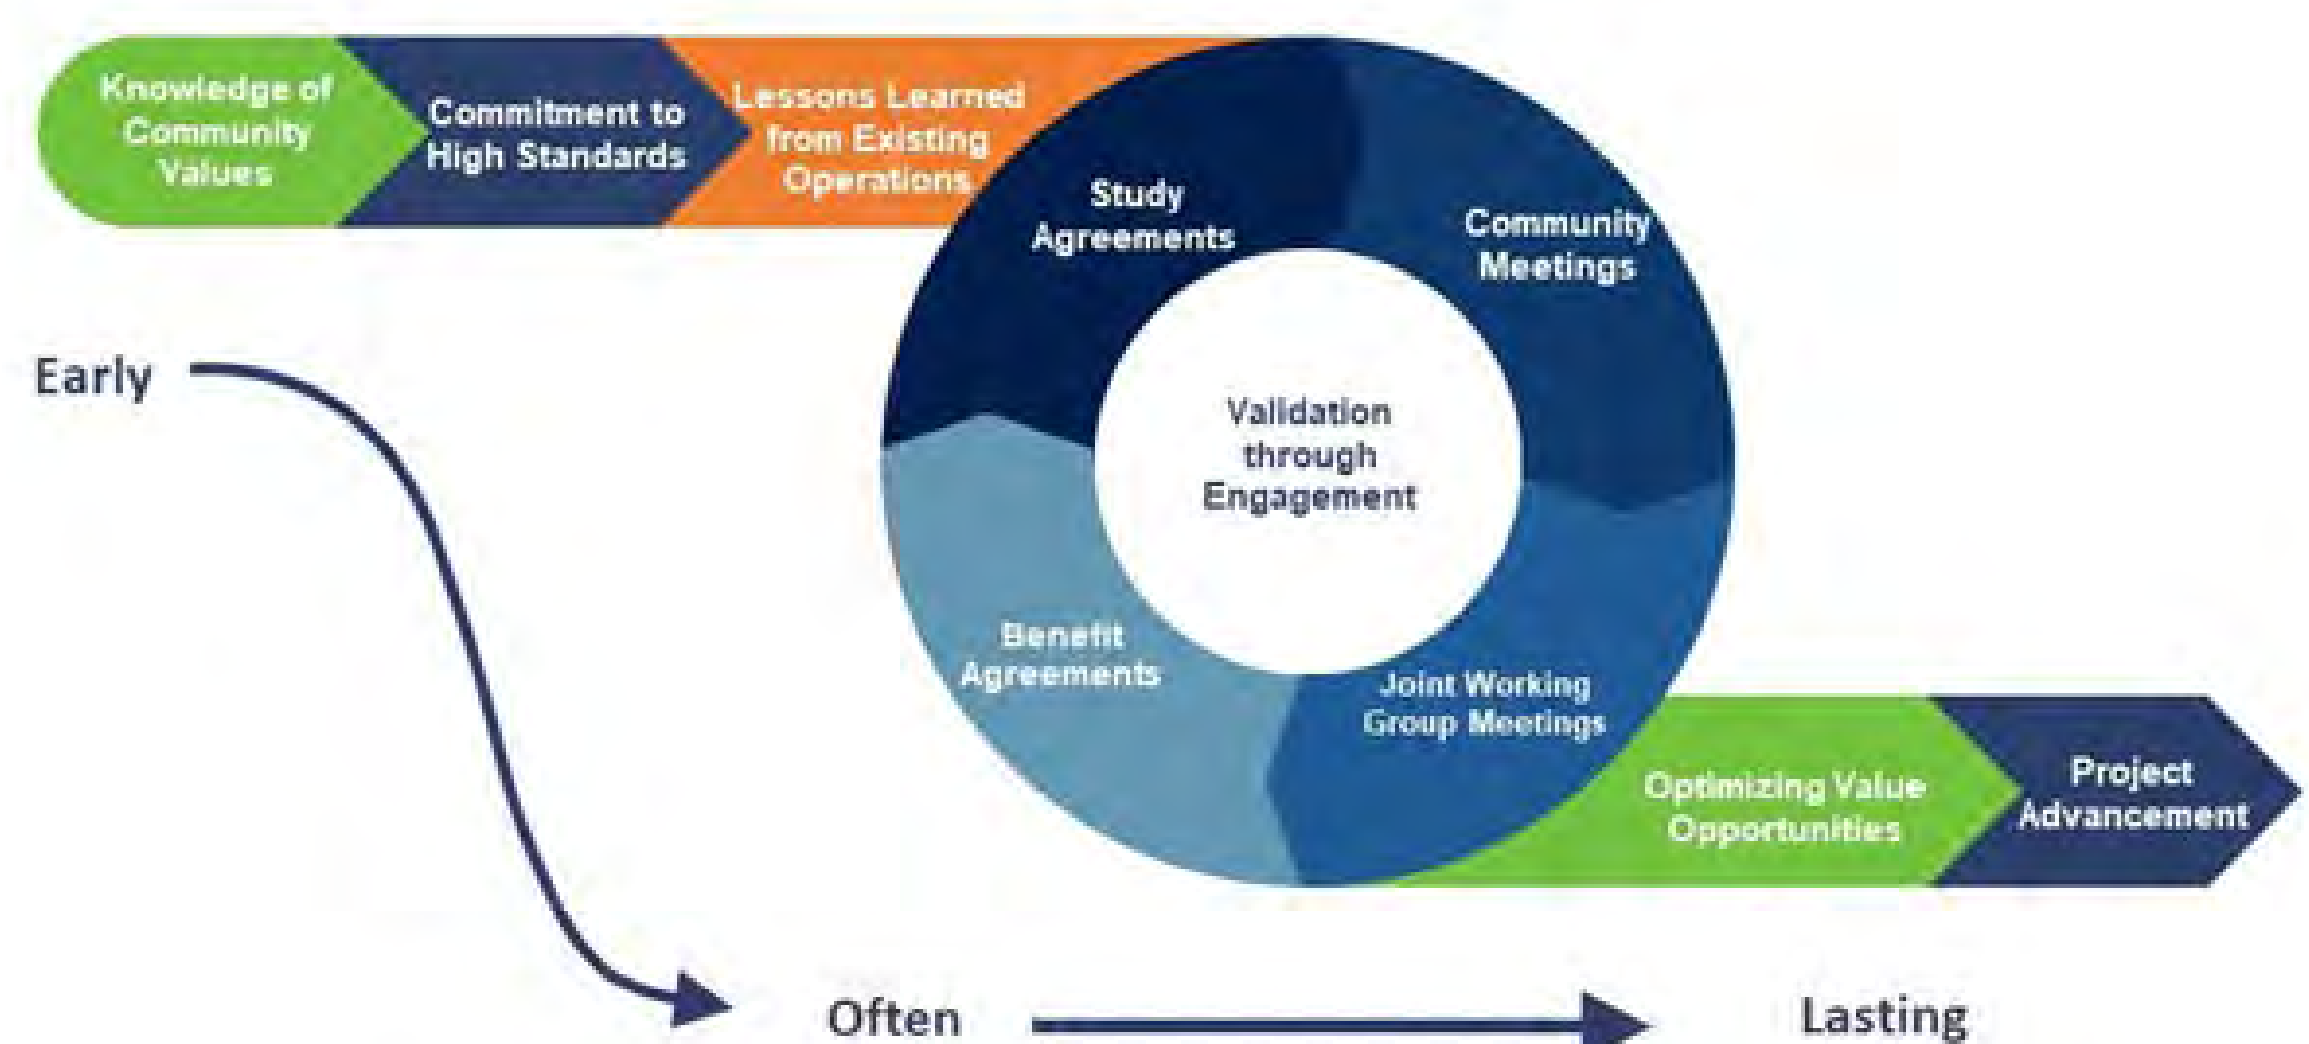 Knowledge of
Community
Values
Commitment to
High Standards
Lessons Learned
from Existing
Operations
Study
Agreements
Community
Meetings
Early
Validation
through
Engagement
Benefit
Agreements
Joint Working
Group Meetings
Optimizing Value
Opportunities
Project
Advancement
Often
Lasting